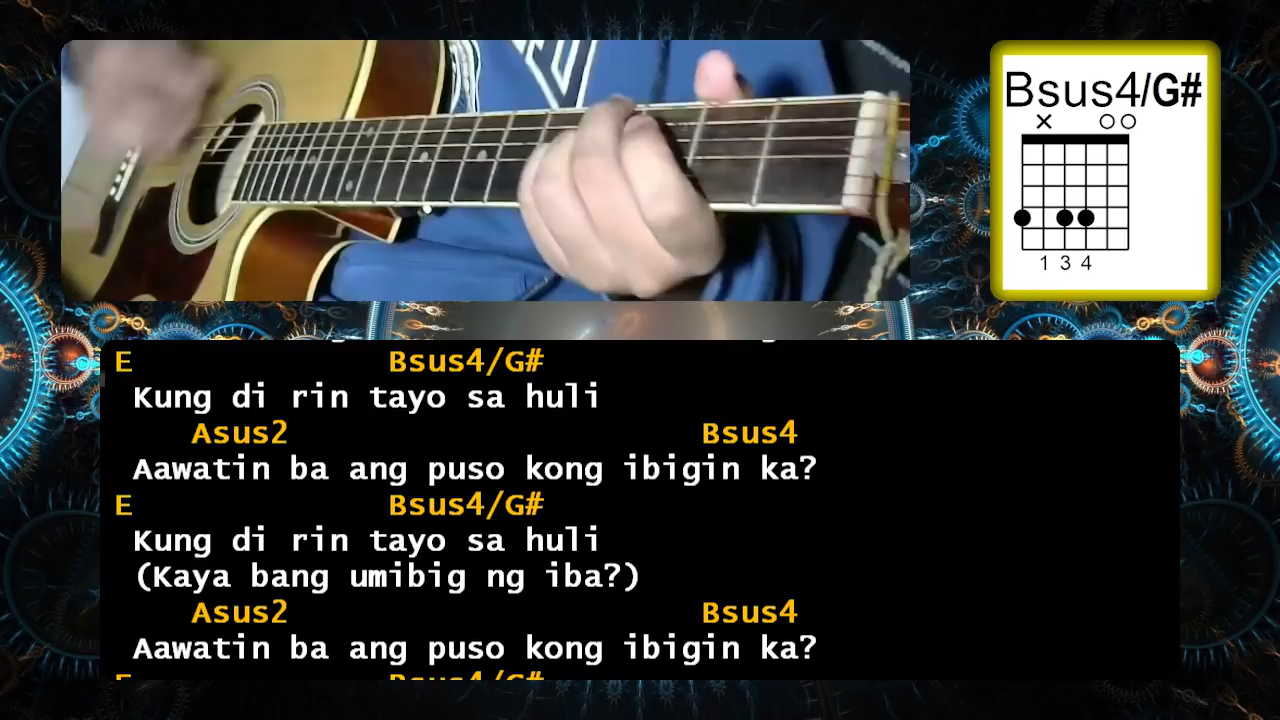 Bsus4/G#
× ○ ○
1 3 4
E Bsus4/G#
Kung di rin tayo sa huli
Asus2 Bsus4
Aawatin ba ang puso kong ibigin ka?
E Bsus4/G#
Kung di rin tayo sa huli
(Kaya bang umibig ng iba?)
Asus2 Bsus4
Aawatin ba ang puso kong ibigin ka?
E Bsus4/G#